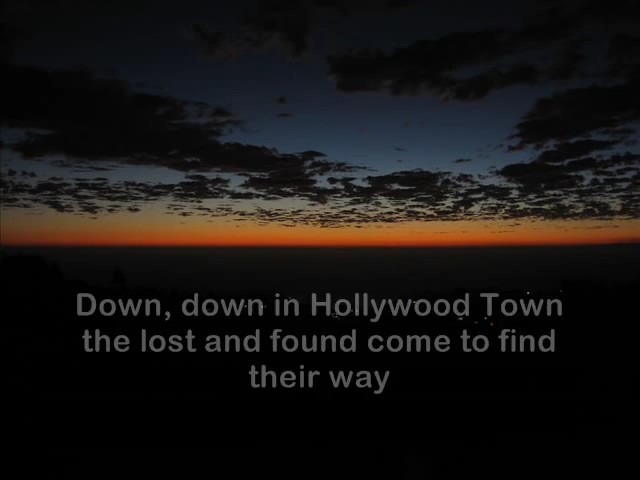 Down, down in Hollywood Town
the lost and found come to find
their way